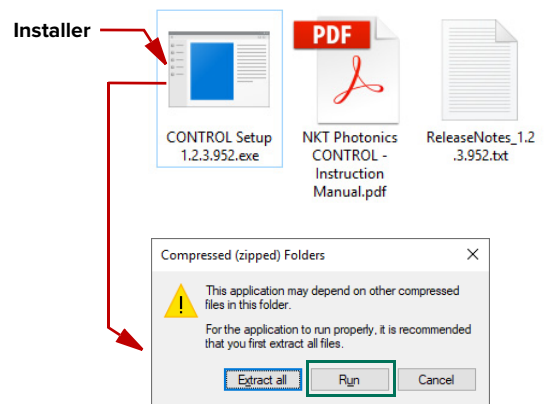 Installer
PDF
CONTROL Setup
1.2.3.952.exe
NKT Photonics
CONTROL -
Instruction
Manual.pdf
ReleaseNotes_1.2
.3.952.txt
Compressed (zipped) Folders
This application may depend on other compressed
files in this folder.
For the application to run properly, it is recommended
that you first extract all files.
Extract all
Run
Cancel